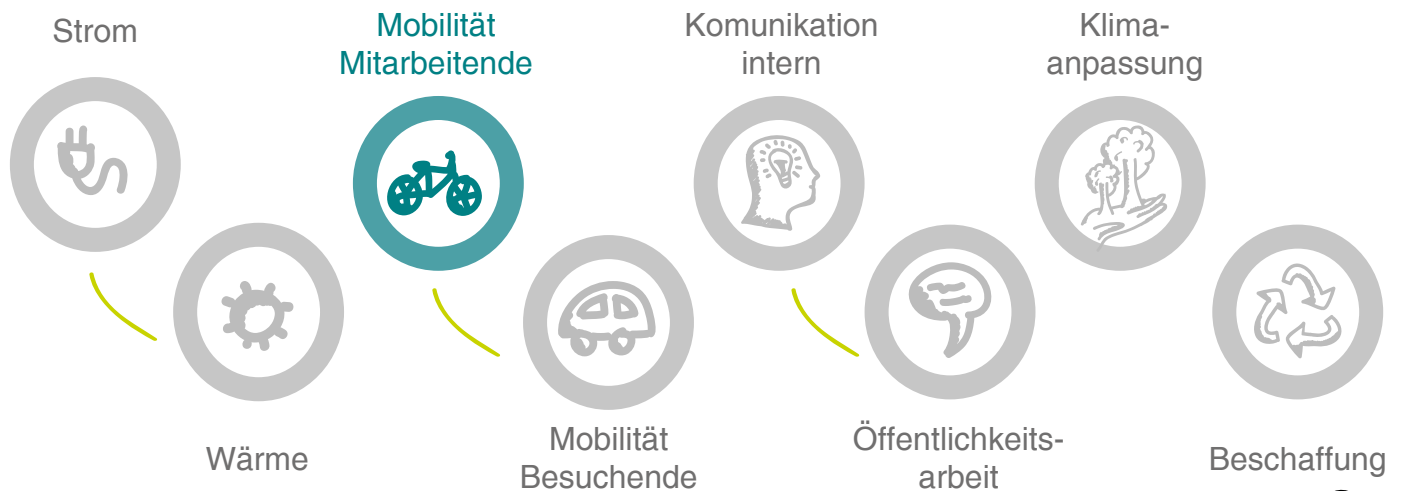 Strom
Mobilität
Mitarbeitende
Komunikation
intern
Klima-
anpassung
Wärme
Mobilität
Besuchende
Öffentlichkeits-
arbeit
Beschaffung